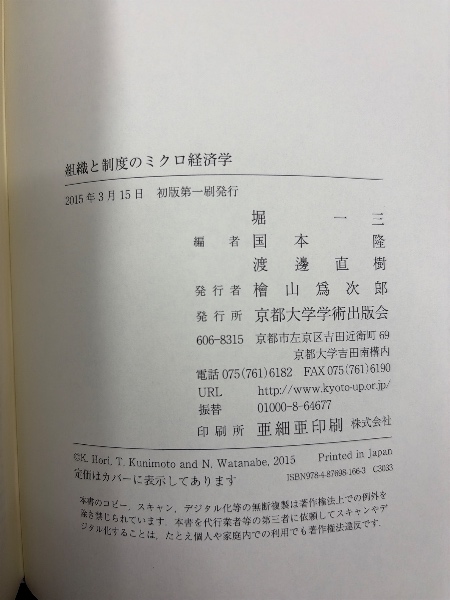 組織と制度のミクロ経済学
2015年3月15日　初版第一刷発行
堀　一三
編者　国本　隆
渡邊直樹
発行者　檜山爲次郎
発行所　京都大学学術出版会
606-8315　京都市左京区吉田近衛町69
京都大学吉田南構内
電話 075(761)6182　FAX 075(761)6190
URL　http://www.kyoto-up.or.jp/
振替　01000-8-64677
印刷所　亜細亜印刷 株式会社
©K. Hori, T. Kunimoto and N. Watanabe, 2015　Printed in Japan
定価はカバーに表示してあります　ISBN978-4-87698-166-3　C3033
本書のコピー，スキャン，デジタル化等の無断複製は著作権法上での例外を
除き禁じられています．本書を代行業者等の第三者に依頼してスキャンやデ
ジタル化することは，たとえ個人や家庭内での利用でも著作権法違反です．